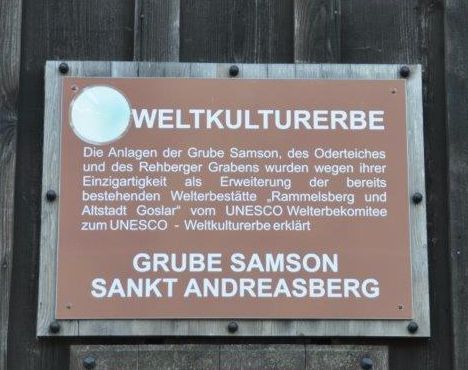 WELTKULTURERBE
Die Anlagen der Grube Samson, des Oderteiches
und des Rehberger Grabens wurden wegen ihrer
Einzigartigkeit als Erweiterung der bereits
bestehenden Welterbestätte „Rammelsberg und
Altstadt Goslar“ vom UNESCO Welterbekomitee
zum UNESCO - Weltkulturerbe erklärt
GRUBE SAMSON
SANKT ANDREASBERG